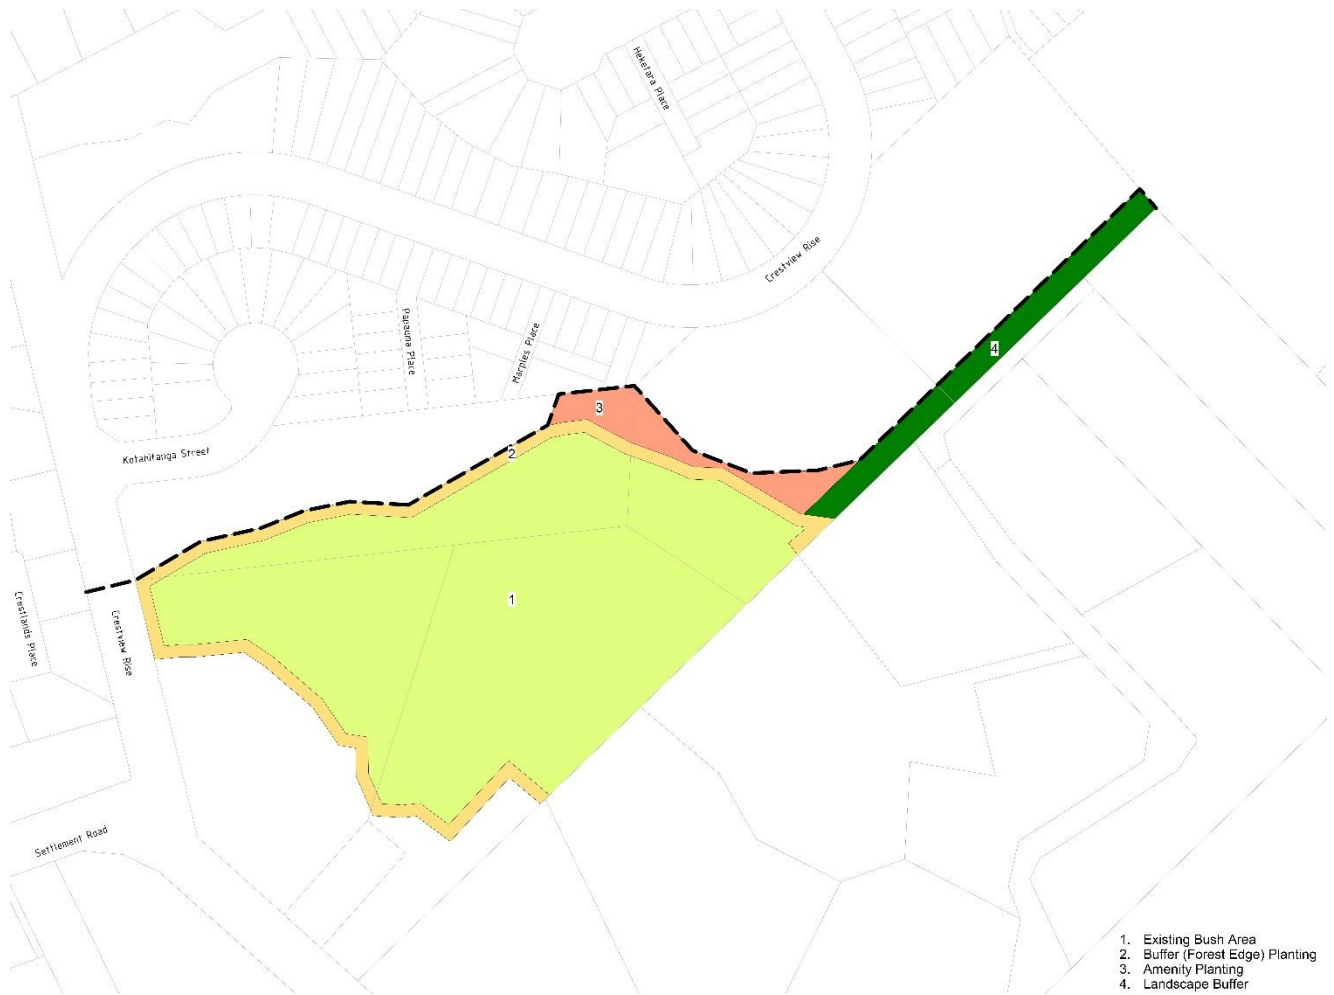 Heketara Place
Crestview Rise
Papauma Place
Marples Place
3
4
2
Kotahitanga Street
1
Crestlands Place
Crestview Rise
Settlement Road
1. Existing Bush Area
2. Buffer (Forest Edge) Planting
3. Amenity Planting
4. Landscape Buffer